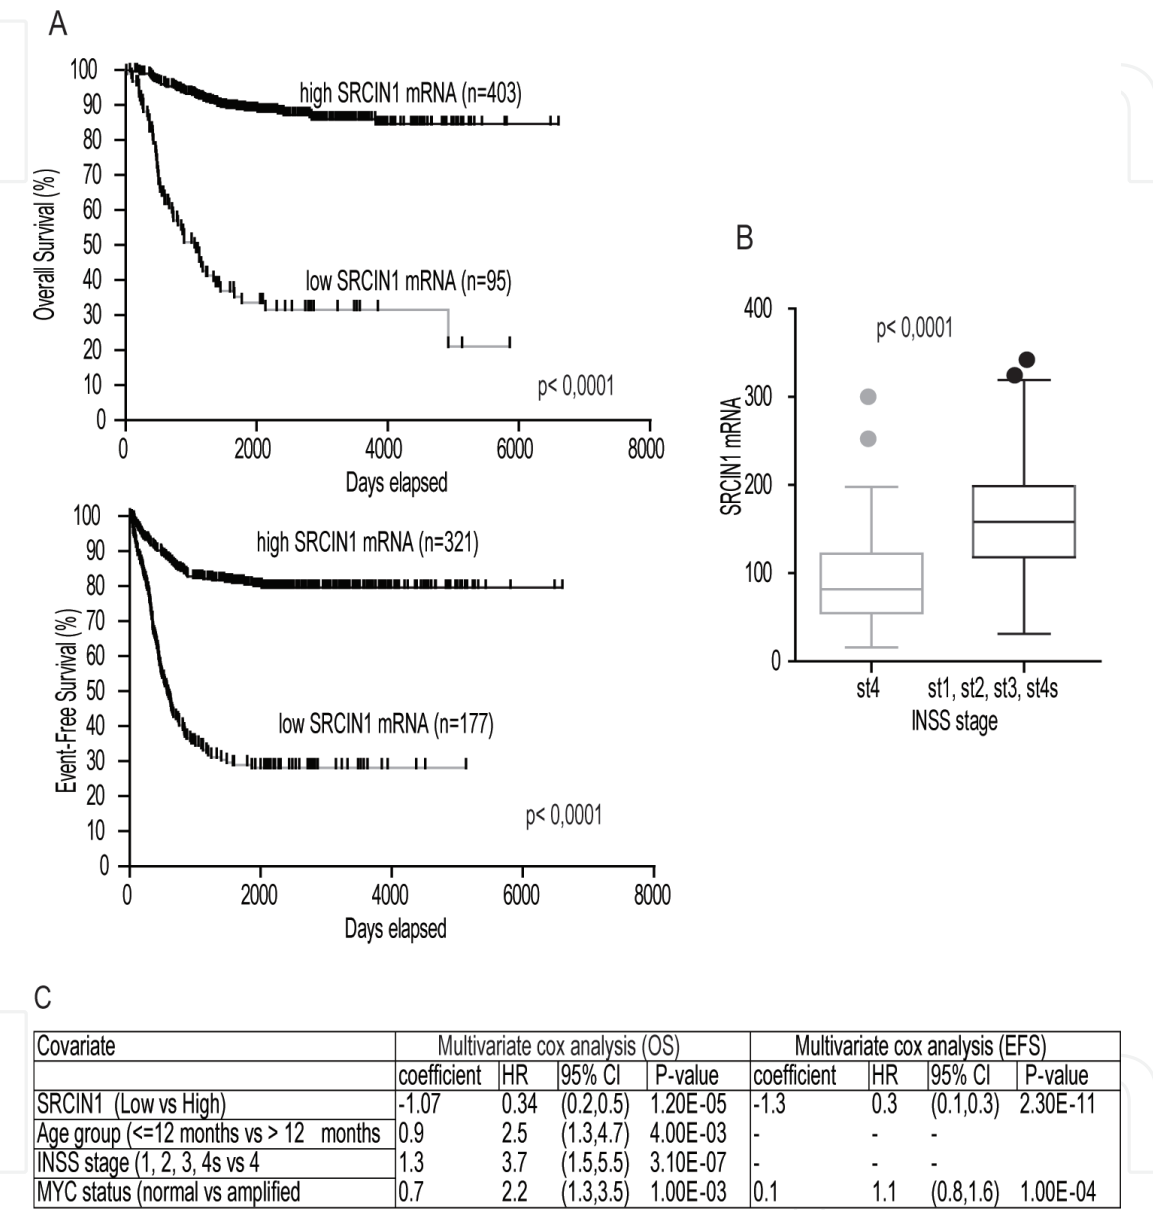 A
100
90
80
70
60
50
40
30
20
10
0
Overall Survival (%)
high SRCIN1 mRNA (n=403)
low SRCIN1 mRNA (n=95)
p< 0,0001
0 2000 4000 6000 8000
Days elapsed
100
90
80
70
60
50
40
30
20
10
0
Event-Free Survival (%)
high SRCIN1 mRNA (n=321)
low SRCIN1 mRNA (n=177)
p< 0,0001
0 2000 4000 6000 8000
Days elapsed
B
400
300
200
100
0
SRCIN1 mRNA
p< 0,0001
st4 st1, st2, st3, st4s
INSS stage
C
Covariate Multivariate cox analysis (OS) Multivariate cox analysis (EFS)
coefficient HR 95% CI P-value coefficient HR 95% CI P-value
SRCIN1 (Low vs High) -1.07 0.34 (0.2,0.5) 1.20E-05 -1.3 0.3 (0.1,0.3) 2.30E-11
Age group (<=12 months vs > 12 months 0.9 2.5 (1.3,4.7) 4.00E-03 - - -
INSS stage (1, 2, 3, 4s vs 4 1.3 3.7 (1.5,5.5) 3.10E-07 - - -
MYC status (normal vs amplified 0.7 2.2 (1.3,3.5) 1.00E-03 0.1 1.1 (0.8,1.6) 1.00E-04